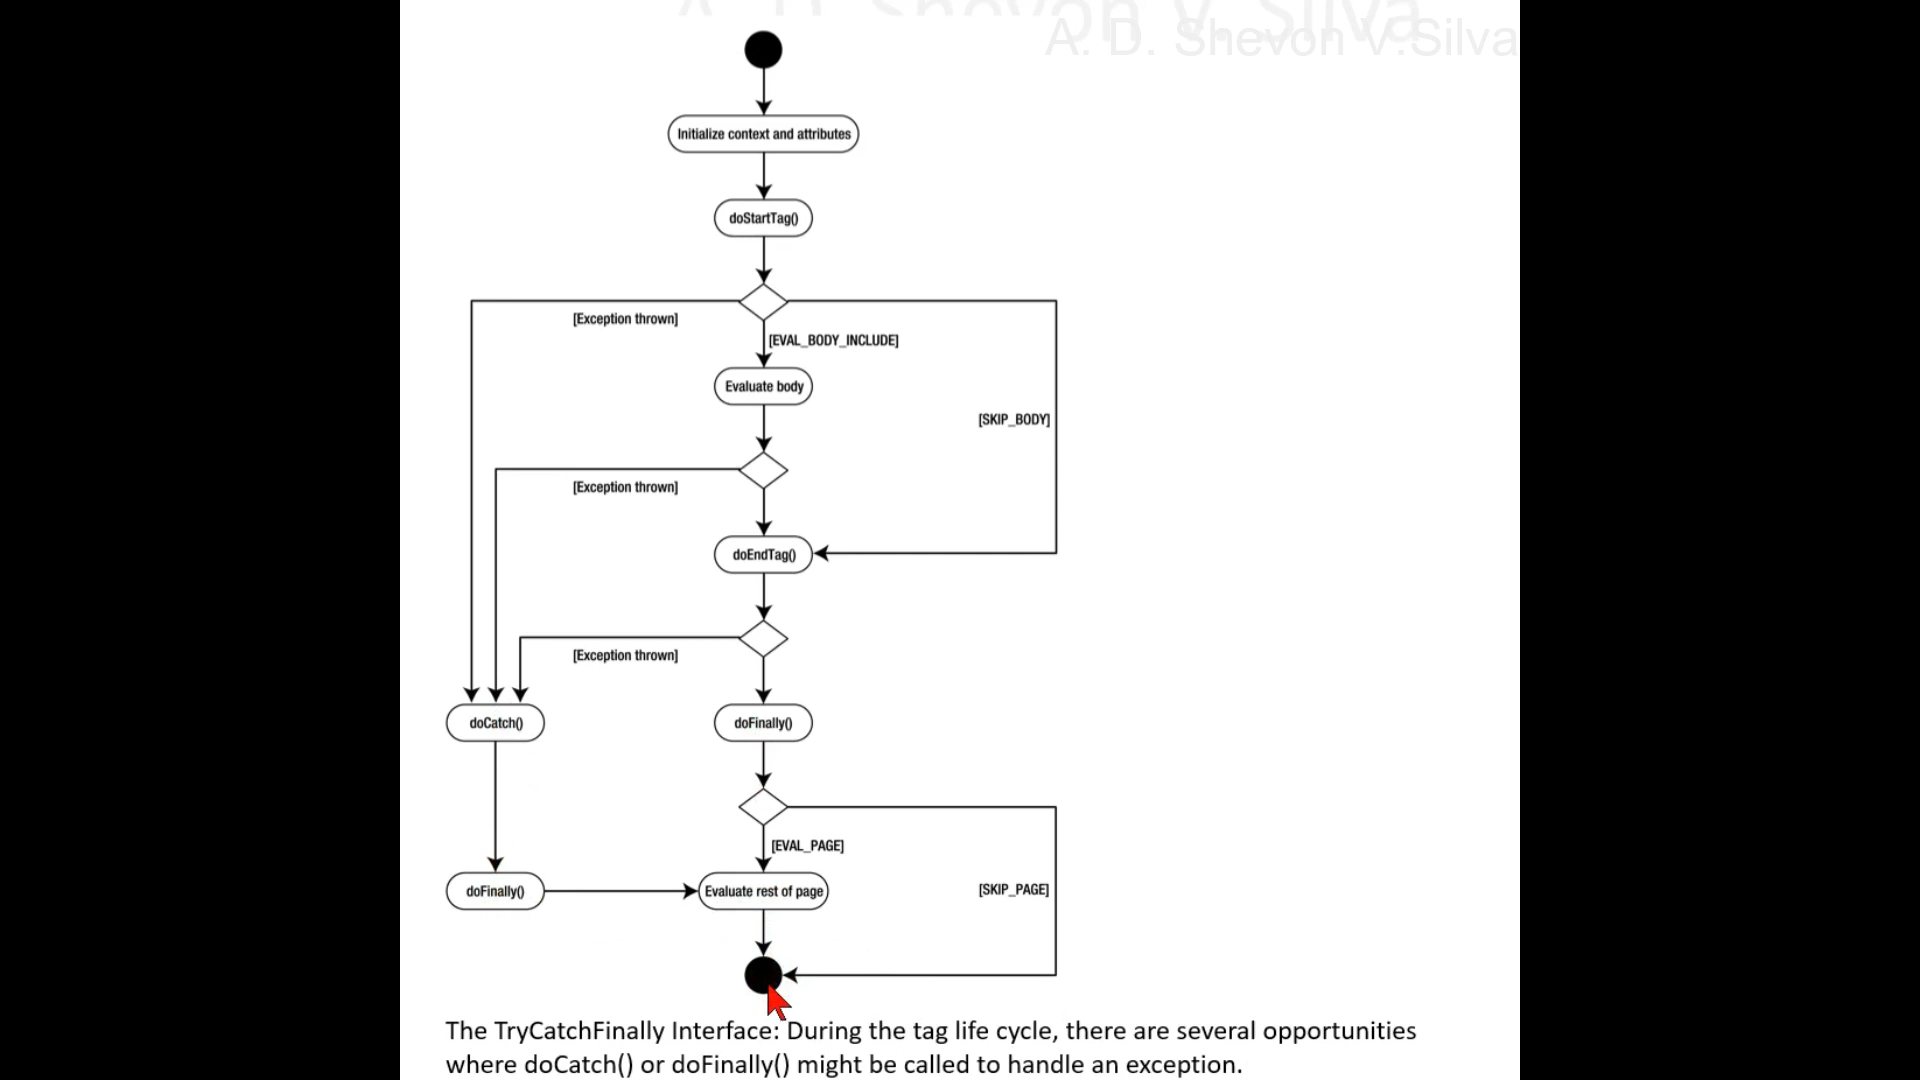 A. D. Shevon V. Silva
A. D. Shevon V. Silva
Initialize context and attributes
doStartTag()
[Exception thrown]
[EVAL_BODY_INCLUDE]
Evaluate body
[SKIP_BODY]
[Exception thrown]
doEndTag()
[Exception thrown]
doCatch()
doFinally()
[EVAL_PAGE]
doFinally()
Evaluate rest of page
[SKIP_PAGE]
The TryCatchFinally Interface: During the tag life cycle, there are several opportunities
where doCatch() or doFinally() might be called to handle an exception.